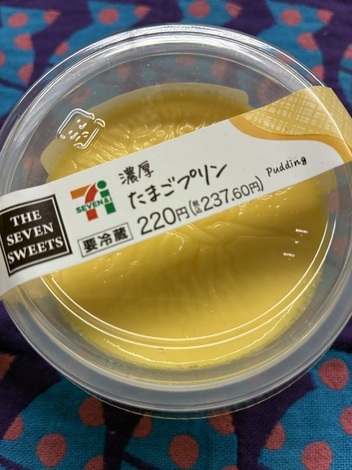 THE
SEVEN
SWEETS
SEVEN&i
要冷蔵
濃厚
たまごプリン
220円(税込237.60円)
Pudding